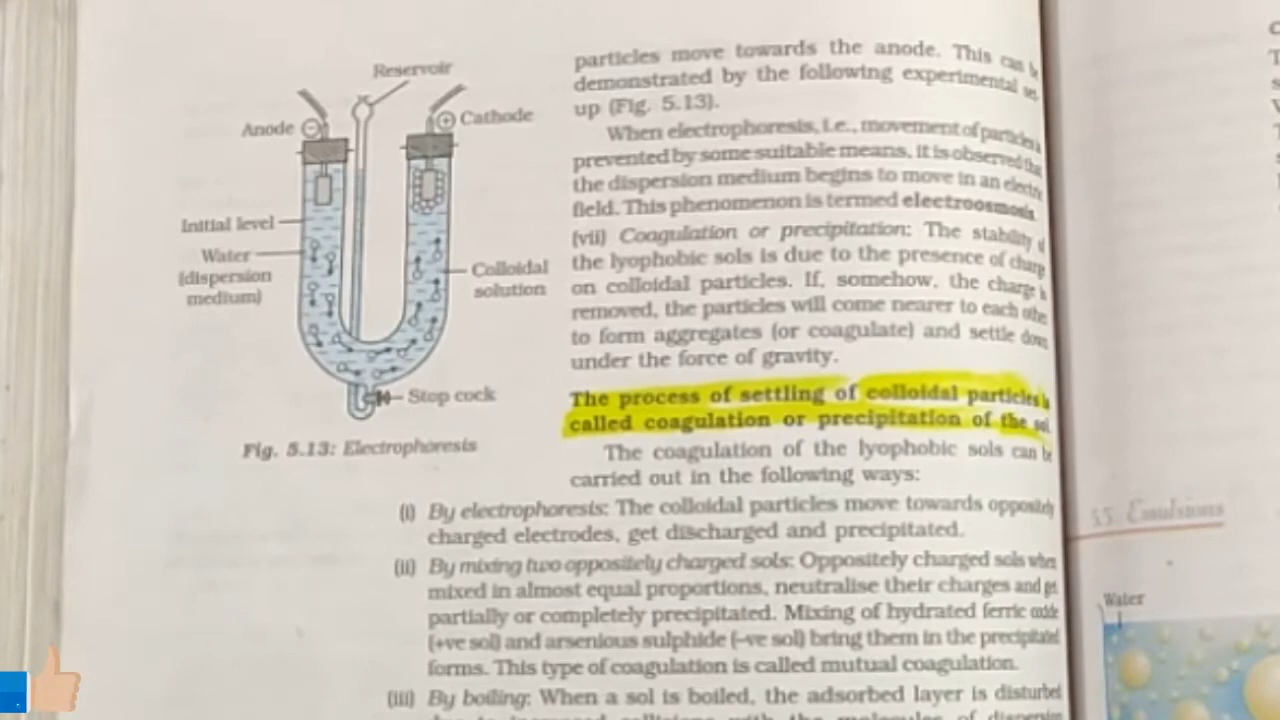 Reservoir
Anode
Cathode
Initial level
Water
(dispersion
medium)
Colloidal
solution
Stop cock
Fig. 5.13: Electrophoresis
particles move towards the anode. This can be
demonstrated by the following experimental set
up (Fig. 5.13).
When electrophoresis, i.e., movement of particles is
prevented by some suitable means, it is observed that
the dispersion medium begins to move in an electric
field. This phenomenon is termed electroosmosis.
(vii) Coagulation or precipitation: The stability of
the lyophobic sols is due to the presence of charge
on colloidal particles. If, somehow, the charge is
removed, the particles will come nearer to each other
to form aggregates (or coagulate) and settle down
under the force of gravity.
The process of settling of colloidal particles is
called coagulation or precipitation of the sol.
The coagulation of the lyophobic sols can be
carried out in the following ways:
(i) By electrophoresis: The colloidal particles move towards oppositely
charged electrodes, get discharged and precipitated.
(ii) By mixing two oppositely charged sols: Oppositely charged sols when
mixed in almost equal proportions, neutralise their charges and get
partially or completely precipitated. Mixing of hydrated ferric oxide
(+ve sol) and arsenious sulphide (–ve sol) bring them in the precipitated
forms. This type of coagulation is called mutual coagulation.
(iii) By boiling: When a sol is boiled, the adsorbed layer is disturbed
5.5 Emulsions
Water